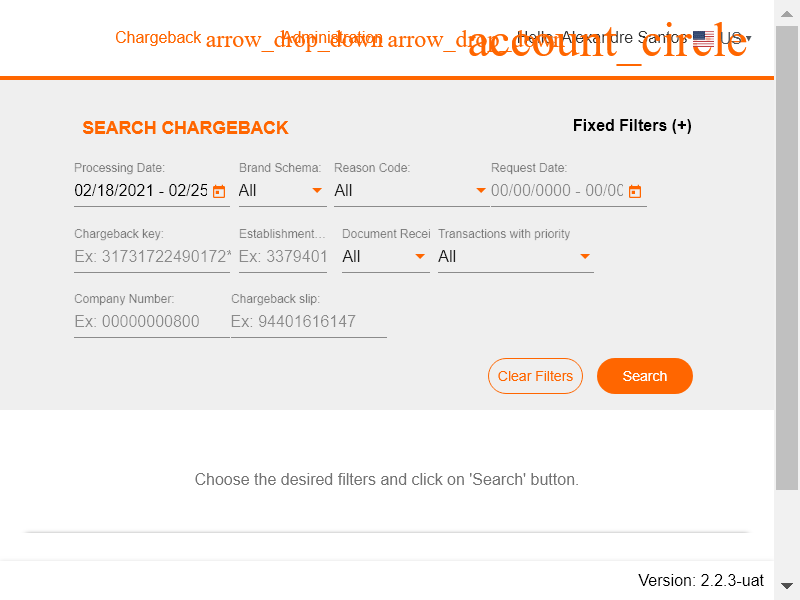 Chargeback arrow_drop_down Administration arrow_drop_down Hello, Alexandre Santos account_circle US ▾
SEARCH CHARGEBACK Fixed Filters (+)
Processing Date: Brand Schema: Reason Code: Request Date:
02/18/2021 - 02/25 All All 00/00/0000 - 00/00
Chargeback key: Establishment… Document Recei Transactions with priority
Ex: 31731722490172* Ex: 3379401 All All
Company Number: Chargeback slip:
Ex: 00000000800 Ex: 94401616147
Clear Filters Search
Choose the desired filters and click on 'Search' button.
Version: 2.2.3-uat